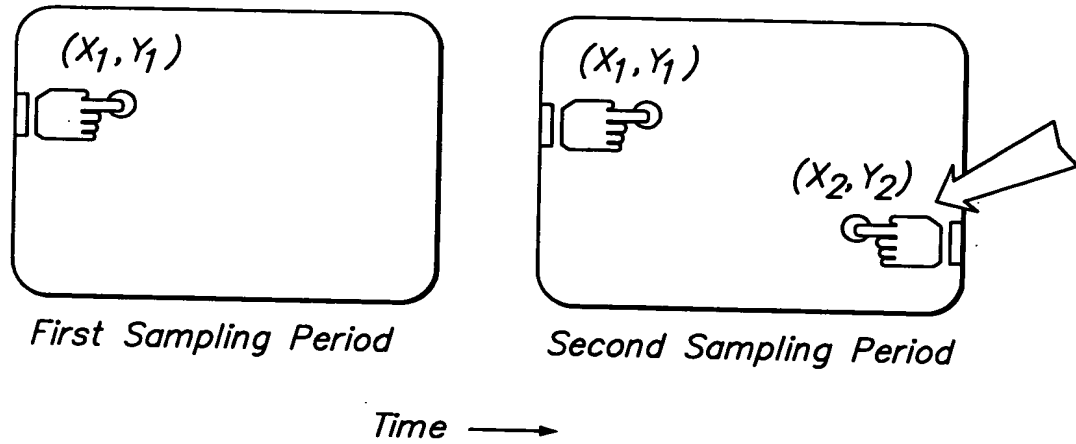 (X1, Y1)
(X1, Y1)
(X2, Y2)
First Sampling Period
Second Sampling Period
Time